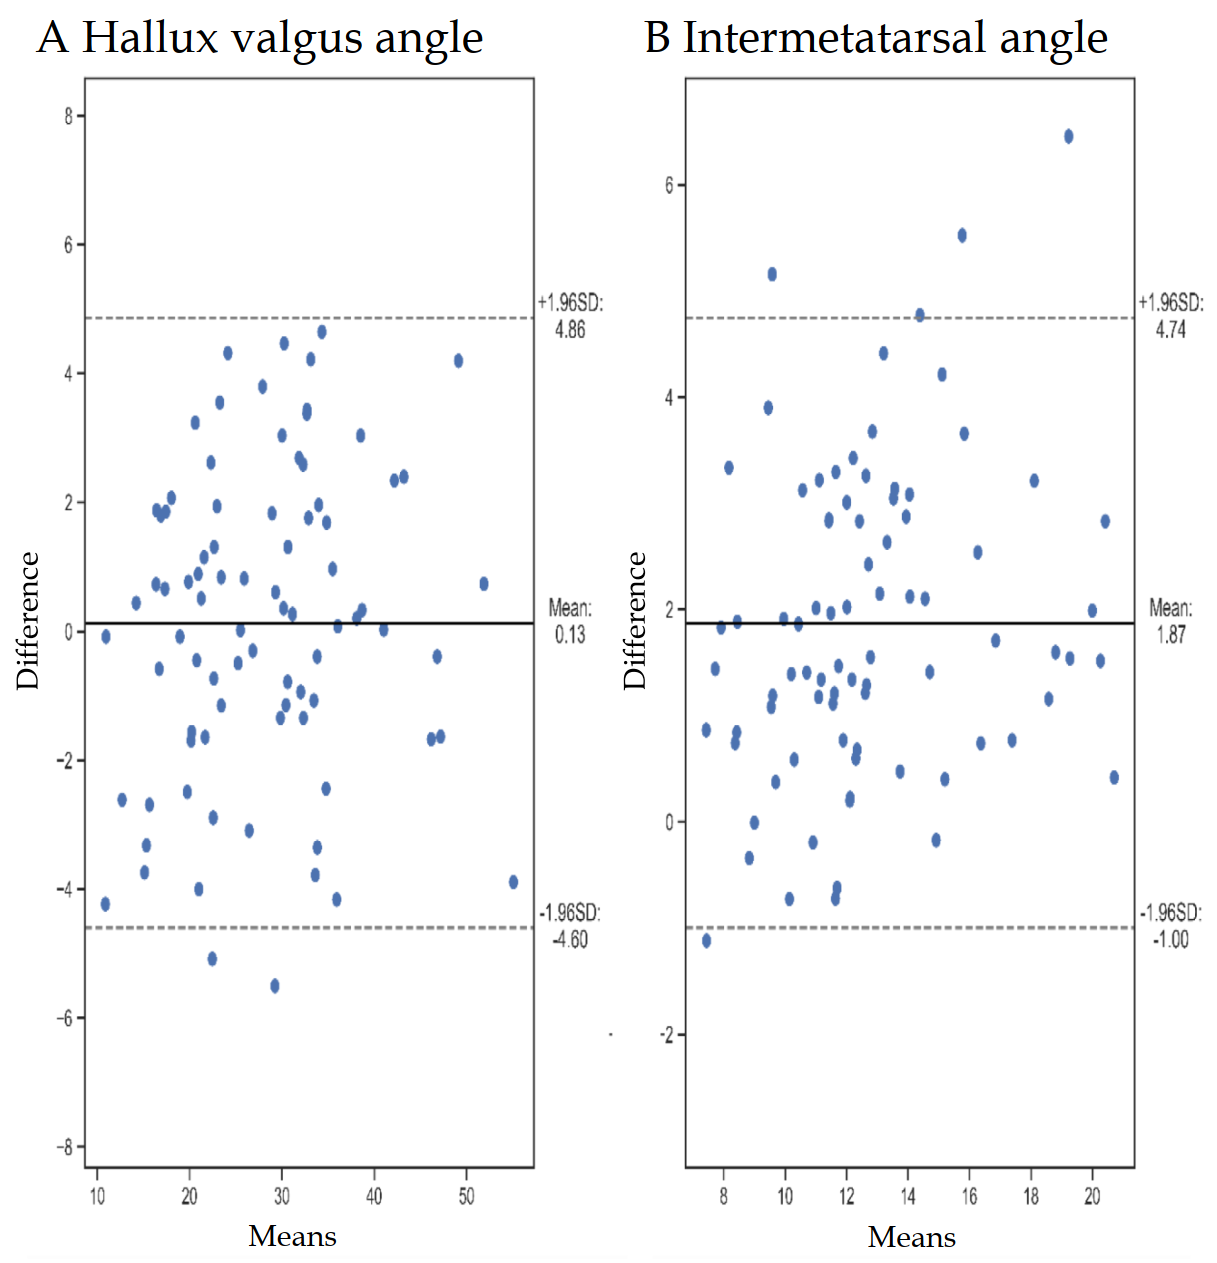 A Hallux valgus angle
8
6
4
2
0
-2
-4
-6
-8
Difference
+1.96SD:
4.86
Mean:
0.13
-1.96SD:
-4.60
10 20 30 40 50
Means
B Intermetatarsal angle
6
4
2
0
-2
Difference
+1.96SD:
4.74
Mean:
1.87
-1.96SD:
-1.00
8 10 12 14 16 18 20
Means